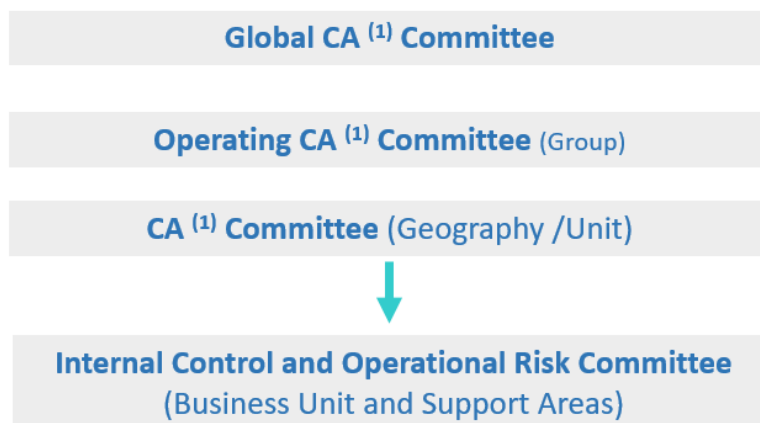 Global CA (1) Committee
Operating CA (1) Committee (Group)
CA (1) Committee (Geography /Unit)
Internal Control and Operational Risk Committee
(Business Unit and Support Areas)